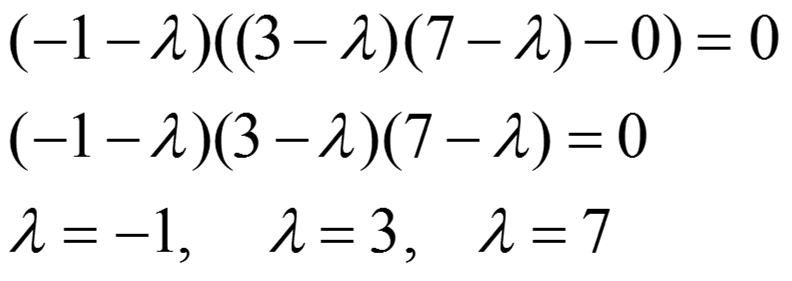 (−1 − λ)((3 − λ)(7 − λ) − 0) = 0
(−1 − λ)(3 − λ)(7 − λ) = 0
λ = −1, λ = 3, λ = 7